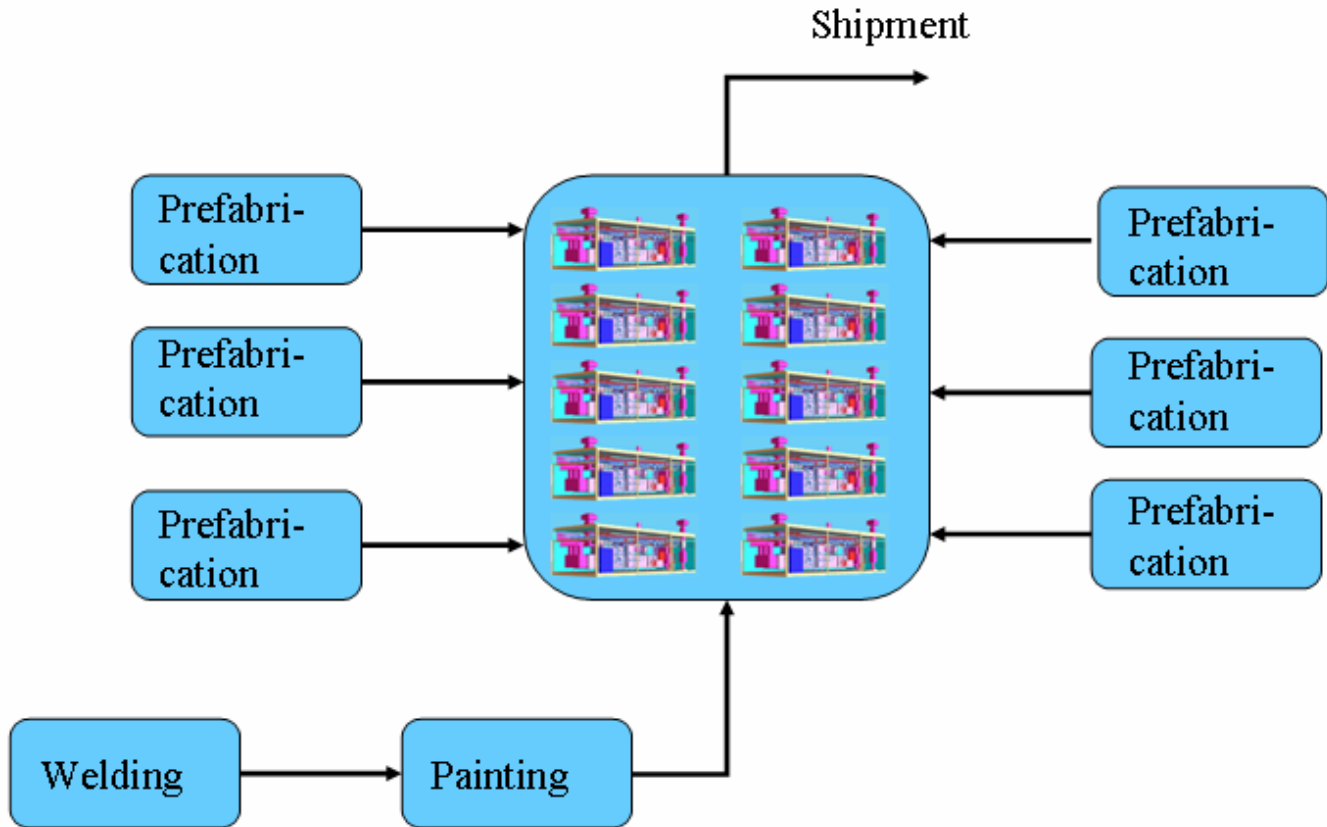 Shipment
Prefabri-
cation
Prefabri-
cation
Prefabri-
cation
Prefabri-
cation
Prefabri-
cation
Prefabri-
cation
Welding
Painting